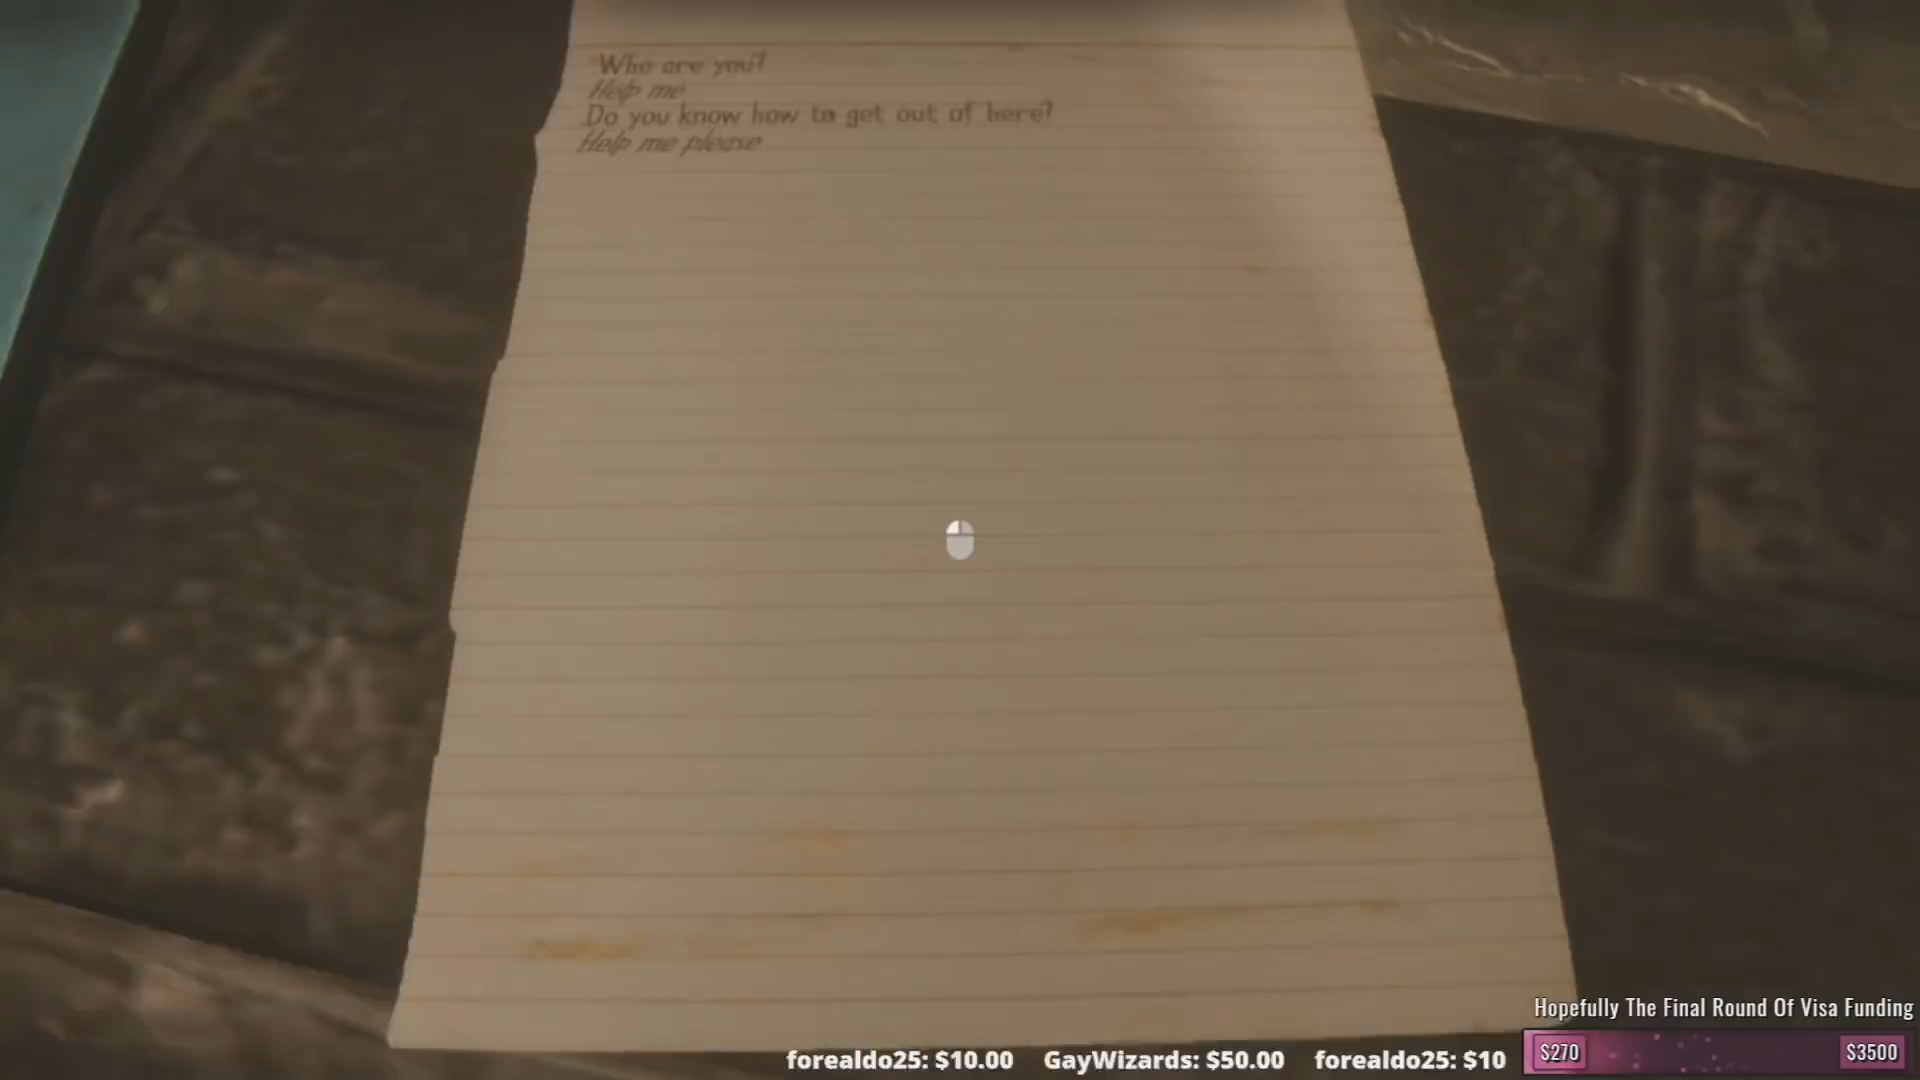 Who are you?
Help me
Do you know how to get out of here?
Help me please
Hopefully The Final Round Of Visa Funding
$270
$3500
forealdo25: $10.00 GayWizards: $50.00 forealdo25: $10